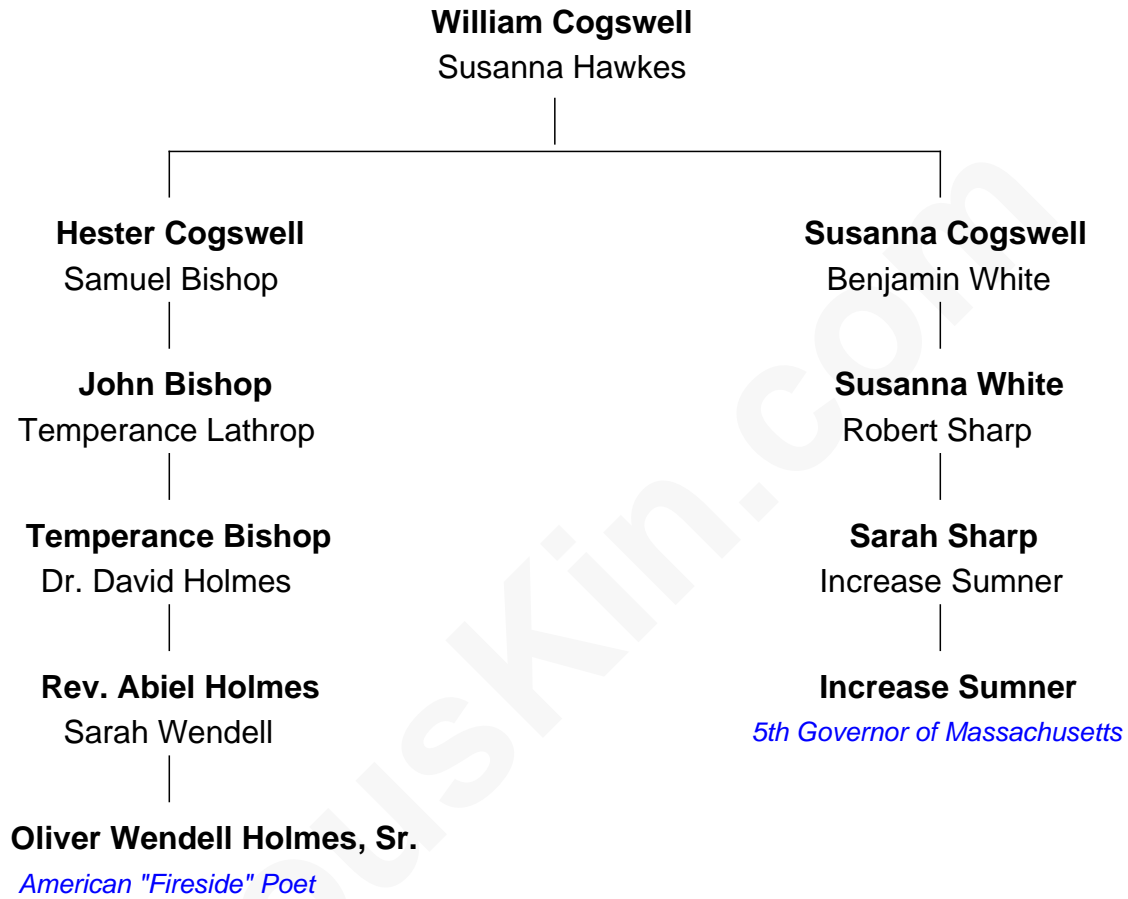 William Cogswell
Susanna Hawkes
Hester Cogswell
Samuel Bishop
John Bishop
Temperance Lathrop
Temperance Bishop
Dr. David Holmes
Rev. Abiel Holmes
Sarah Wendell
Oliver Wendell Holmes, Sr.
American "Fireside" Poet
Susanna Cogswell
Benjamin White
Susanna White
Robert Sharp
Sarah Sharp
Increase Sumner
Increase Sumner
5th Governor of Massachusetts
usKin.com